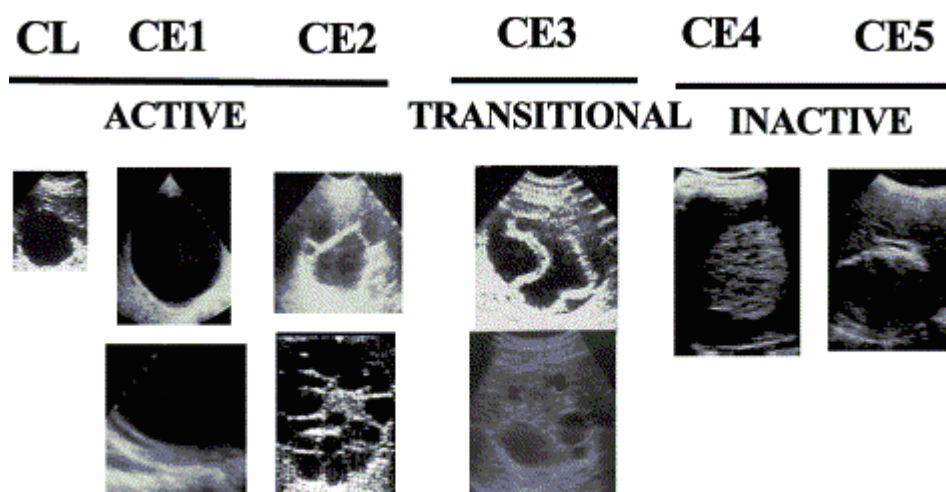 CL CE1 CE2 CE3 CE4 CE5
ACTIVE TRANSITIONAL INACTIVE